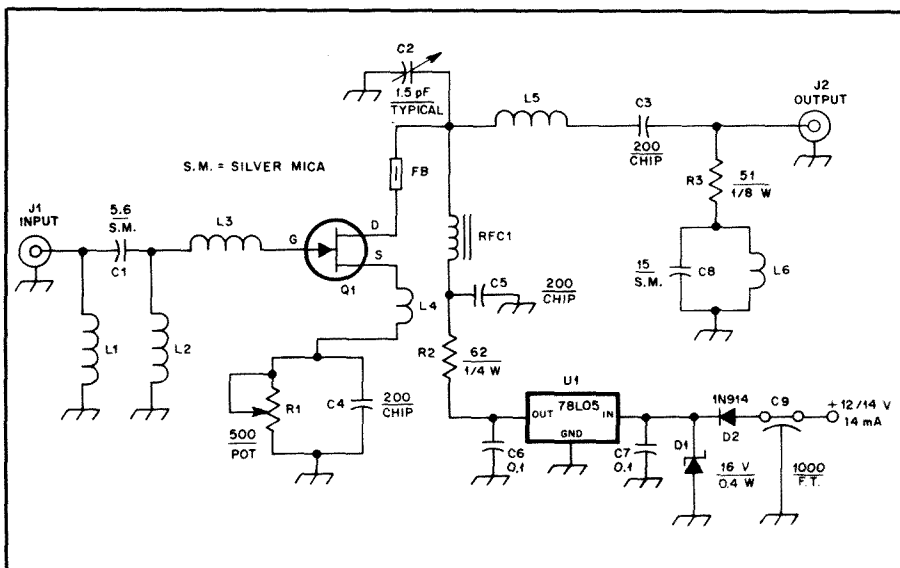 C2
1.5 pF
TYPICAL
L5
C3
200
CHIP
J2
OUTPUT
S.M. = SILVER MICA
FB
R3
51
1/8 W
J1
INPUT
5.6
S.M.
C1
L3
G
D
S
Q1
RFC1
L4
C5
200
CHIP
15
S.M.
C8
L6
L1
L2
R2
62
1/4 W
R1
500
POT
C4
200
CHIP
U1
OUT
78L05
IN
GND
1N914
D2
C9
+12/14 V
14 mA
C6
0.1
C7
0.1
D1
16 V
0.4 W
1000
F.T.